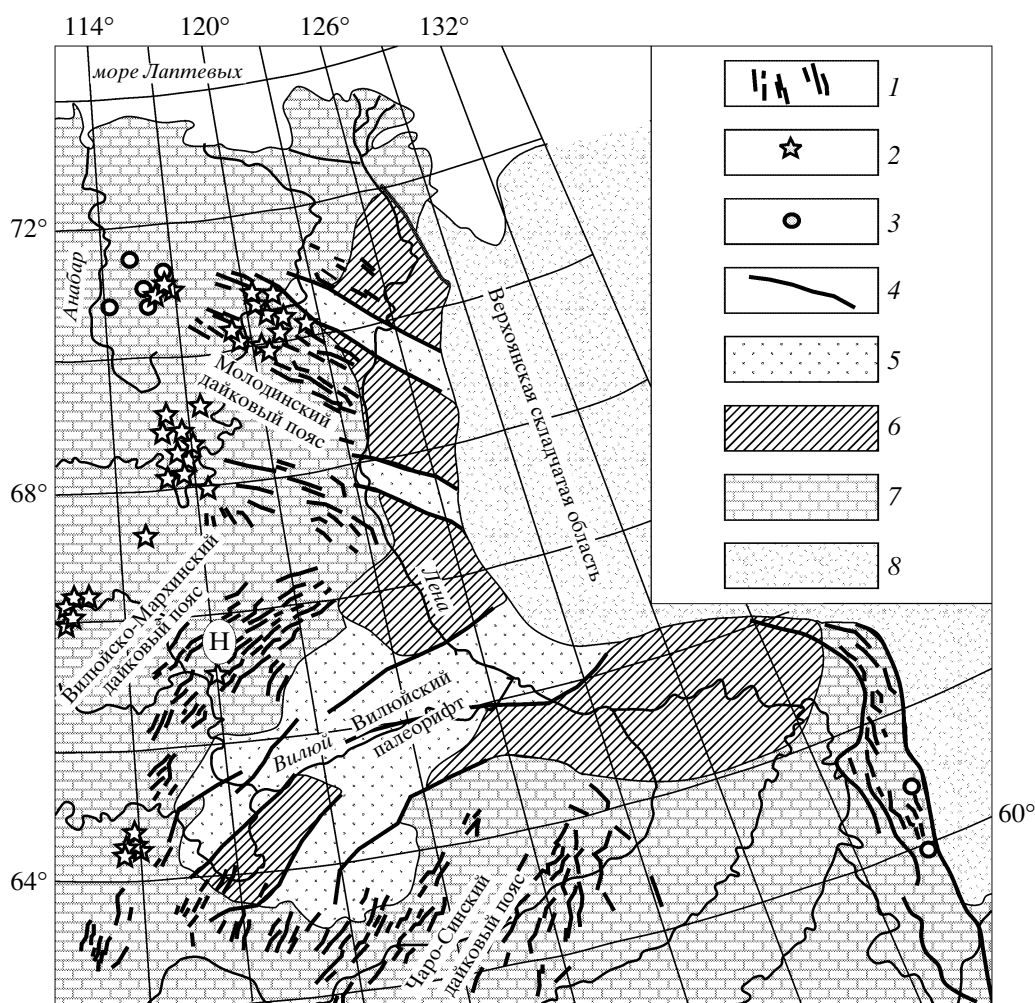 114° 120° 126° 132°
море Лаптевых
72°
Анабар
Молодинский
дайковый пояс
Верхоянская складчатая область
68°
Лена
Вилюйско-Мархинский
дайковый пояс
Н
Вилюйский
палеорифт
Вилюй
60°
64°
Чаро-Синский
дайковый пояс
1
2
3
4
5
6
7
8